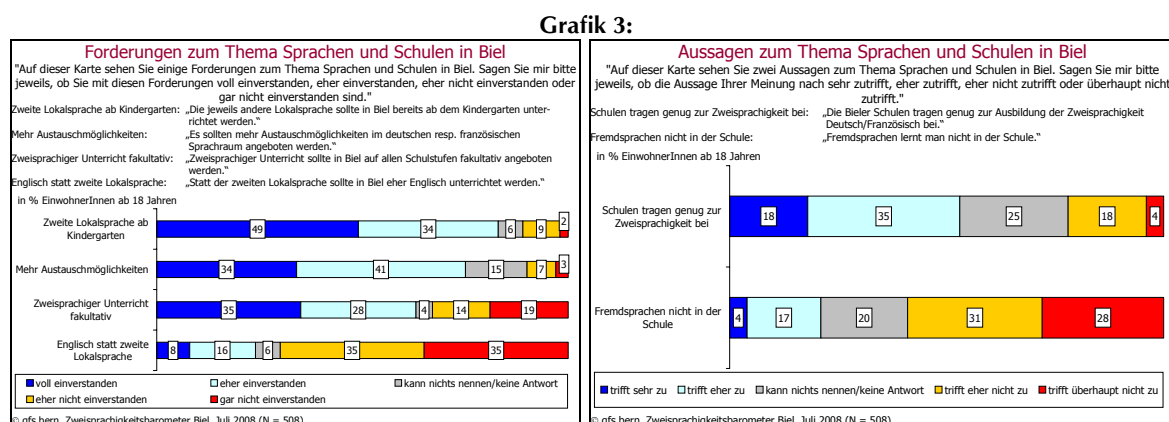 Grafik 3:
Forderungen zum Thema Sprachen und Schulen in Biel
"Auf dieser Karte sehen Sie einige Forderungen zum Thema Sprachen und Schulen in Biel. Sagen Sie mir bitte
jeweils, ob Sie mit diesen Forderungen voll einverstanden, eher einverstanden, eher nicht einverstanden oder
gar nicht einverstanden sind."
Zweite Lokalsprache ab Kindergarten: „Die jeweils andere Lokalsprache sollte in Biel bereits ab dem Kindergarten unter-
richtet werden.“
Mehr Austauschmöglichkeiten: „Es sollten mehr Austauschmöglichkeiten im deutschen resp. französischen
Sprachraum angeboten werden.“
Zweisprachiger Unterricht fakultativ: „Zweisprachiger Unterricht sollte in Biel auf allen Schulstufen fakultativ angeboten
werden.“
Englisch statt zweite Lokalsprache: „Statt der zweiten Lokalsprache sollte in Biel eher Englisch unterrichtet werden.“
in % EinwohnerInnen ab 18 Jahren
Zweite Lokalsprache ab
Kindergarten
49 34 6 9 2
Mehr Austauschmöglichkeiten
34 41 15 7 3
Zweisprachiger Unterricht
fakultativ
35 28 4 14 19
Englisch statt zweite
Lokalsprache
8 16 6 35 35
voll einverstanden eher einverstanden kann nichts nennen/keine Antwort
eher nicht einverstanden gar nicht einverstanden
© gfs.bern, Zweisprachigkeitsbarometer Biel, Juli 2008 (N = 508)
Aussagen zum Thema Sprachen und Schulen in Biel
"Auf dieser Karte sehen Sie zwei Aussagen zum Thema Sprachen und Schulen in Biel. Sagen Sie mir bitte
jeweils, ob die Aussage Ihrer Meinung nach sehr zutrifft, eher zutrifft, eher nicht zutrifft oder überhaupt nicht
zutrifft."
Schulen tragen genug zur Zweisprachigkeit bei: „Die Bieler Schulen tragen genug zur Ausbildung der Zweisprachigkeit
Deutsch/Französisch bei.“
Fremdsprachen nicht in der Schule: „Fremdsprachen lernt man nicht in der Schule.“
in % EinwohnerInnen ab 18 Jahren
Schulen tragen genug zur
Zweisprachigkeit bei
18 35 25 18 4
Fremdsprachen nicht in der
Schule
4 17 20 31 28
trifft sehr zu trifft eher zu kann nichts nennen/keine Antwort trifft eher nicht zu trifft überhaupt nicht zu
© gfs.bern, Zweisprachigkeitsbarometer Biel, Juli 2008 (N = 508)